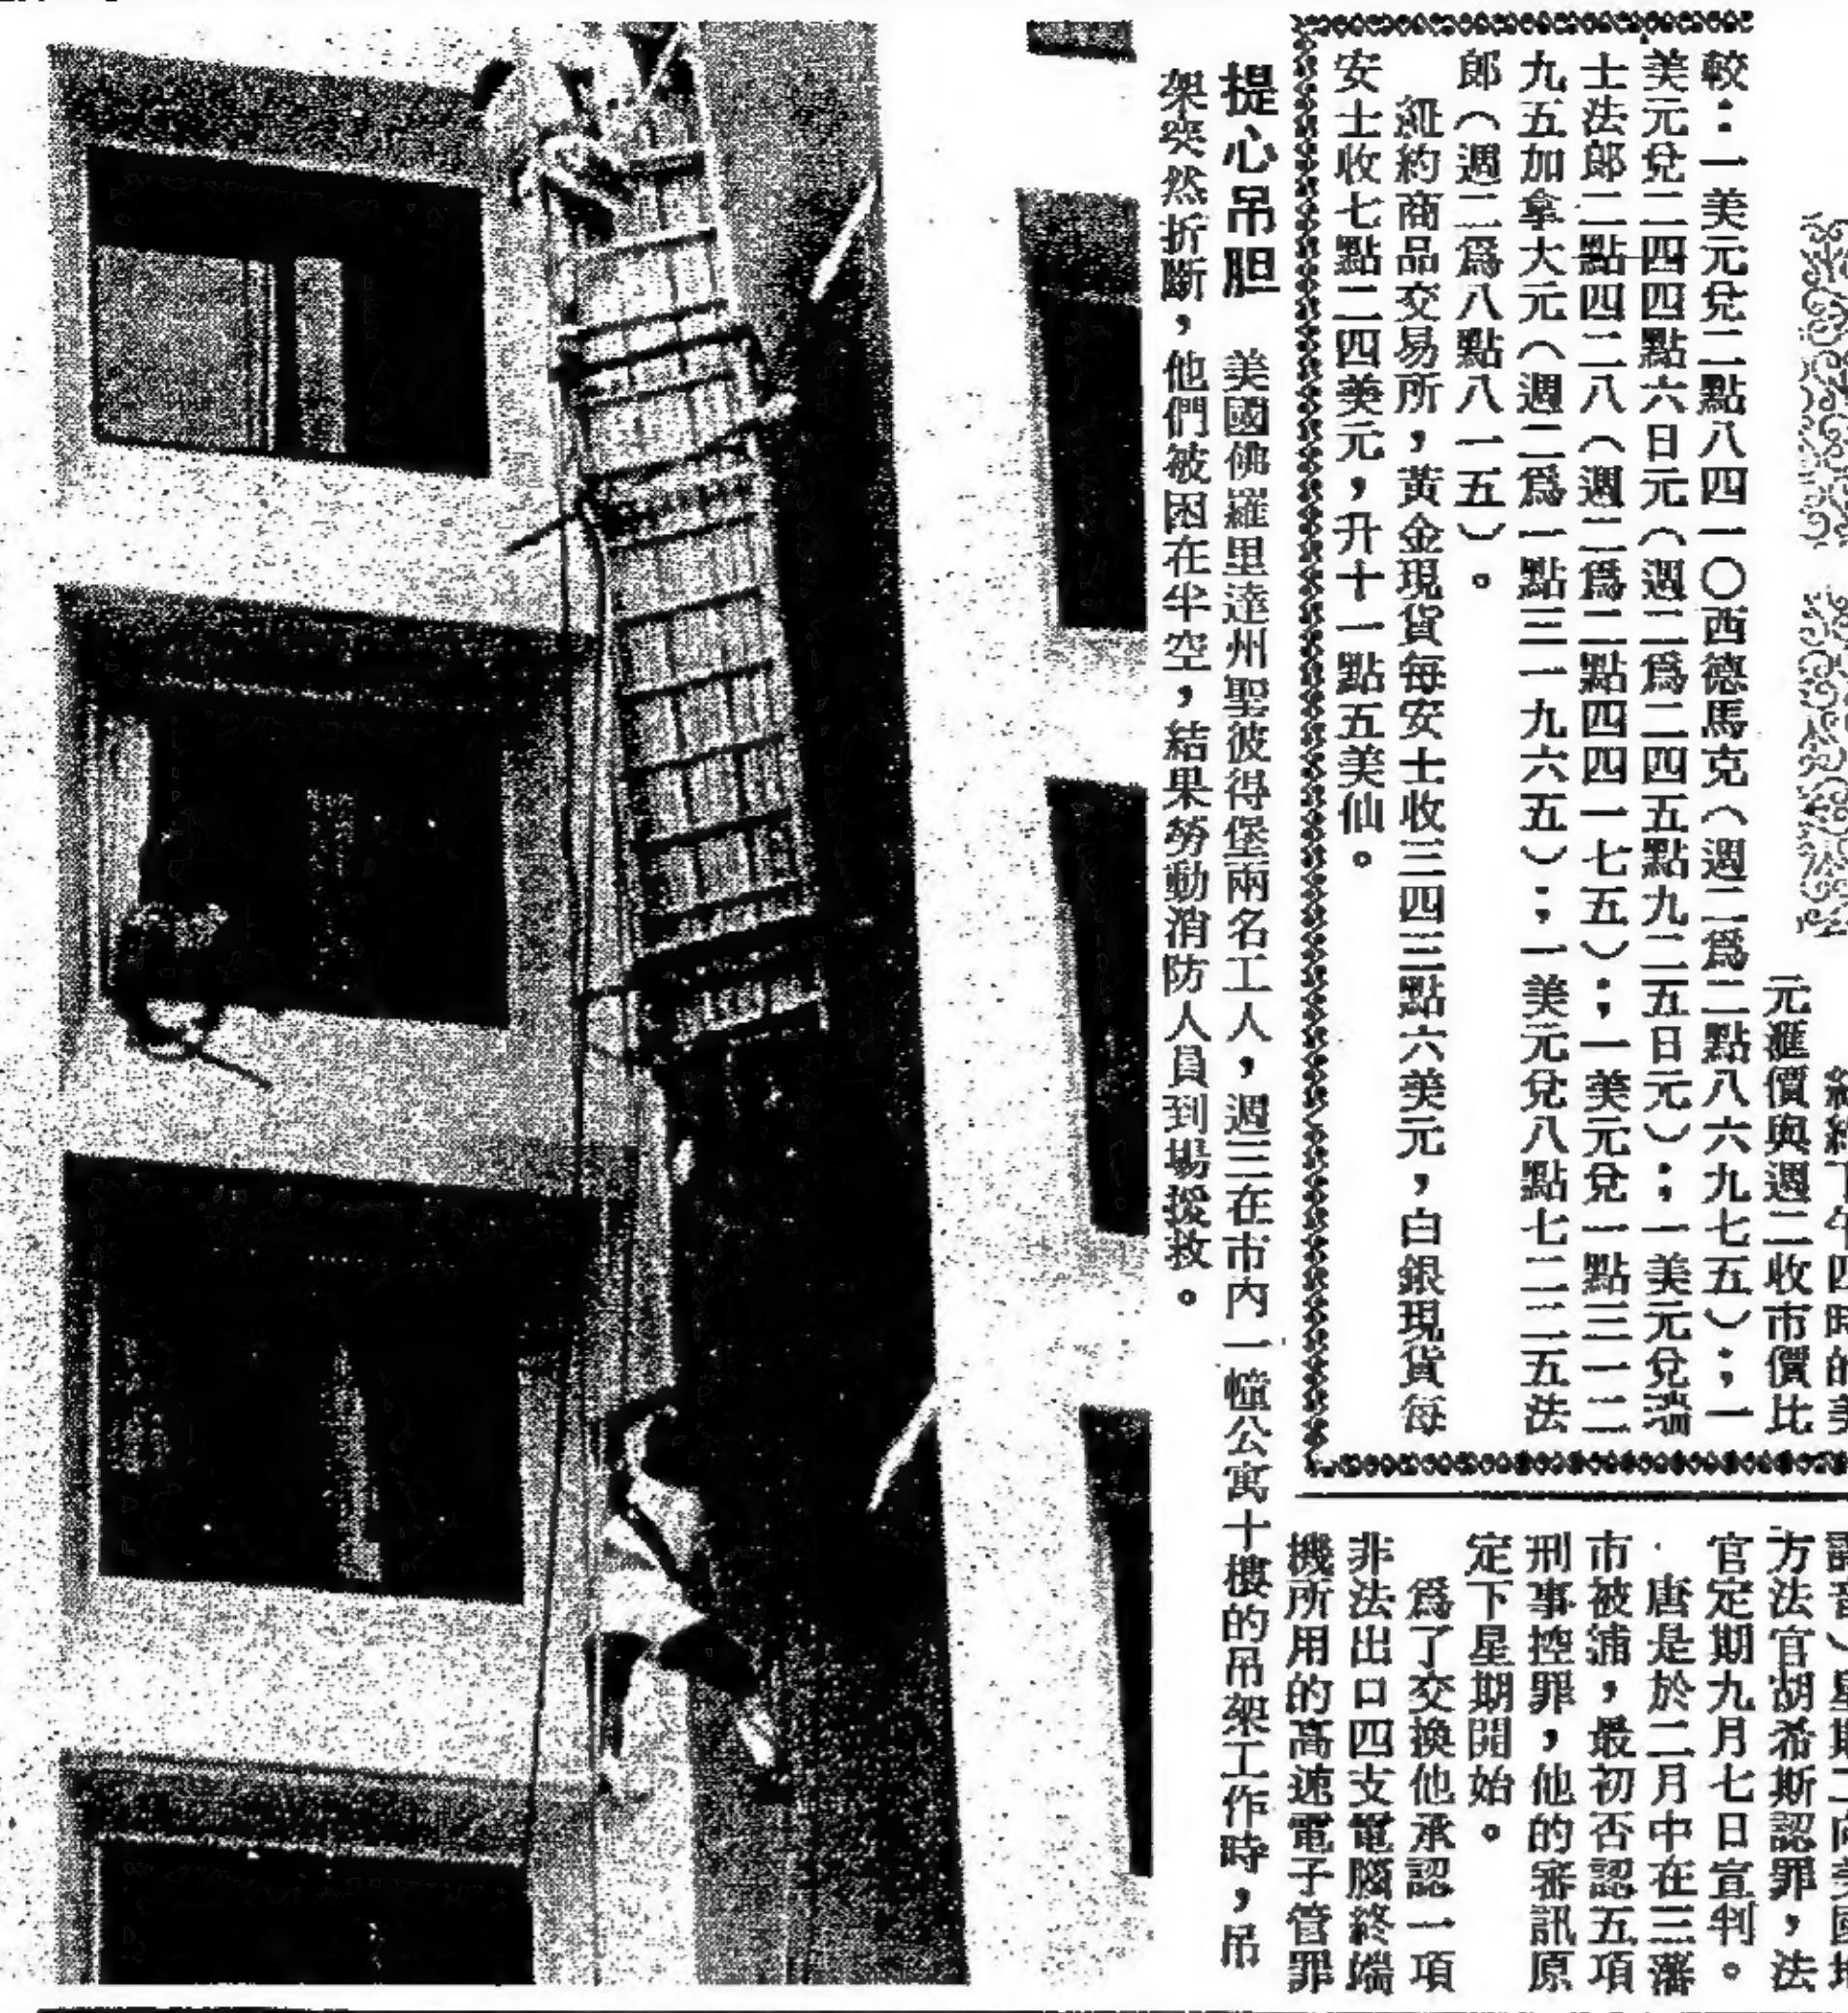 元滙價與週二收市價比
較：一美元兌二點八四一〇西德馬克（週二爲二點八六九七五）；一
美元兌二四四點六日元（週二爲二四五點九二五日元）；一美元兌瑞
士法郎二點四二八（週二爲二點四四一七五）；一美元兌一點三一二
九五加拿大元（週二爲一點三一九六五）；一美元兌八點七二二五法
郎（週二爲八點八一五）。
紐約商品交易所，黃金現貨每安士收三四三點六美元，白銀現貨每
安士收七點二四美元，升十一點五美仙。
提心吊胆 美國佛羅里達州聖彼得堡兩名工人，週三在市內一幢公寓十樓的吊架工作時，吊
架突然折斷，他們被困在半空，結果勞動消防人員到場援救。
方法官胡希斯認罪，法
官定期九月七日宣判。
唐是於二月中在三藩
市被浦，最初否認五項
刑事控罪，他的審訊原
定下星期開始。
爲了交換他承認一項
非法出口四支電腦終端
機所用的高速電子管罪